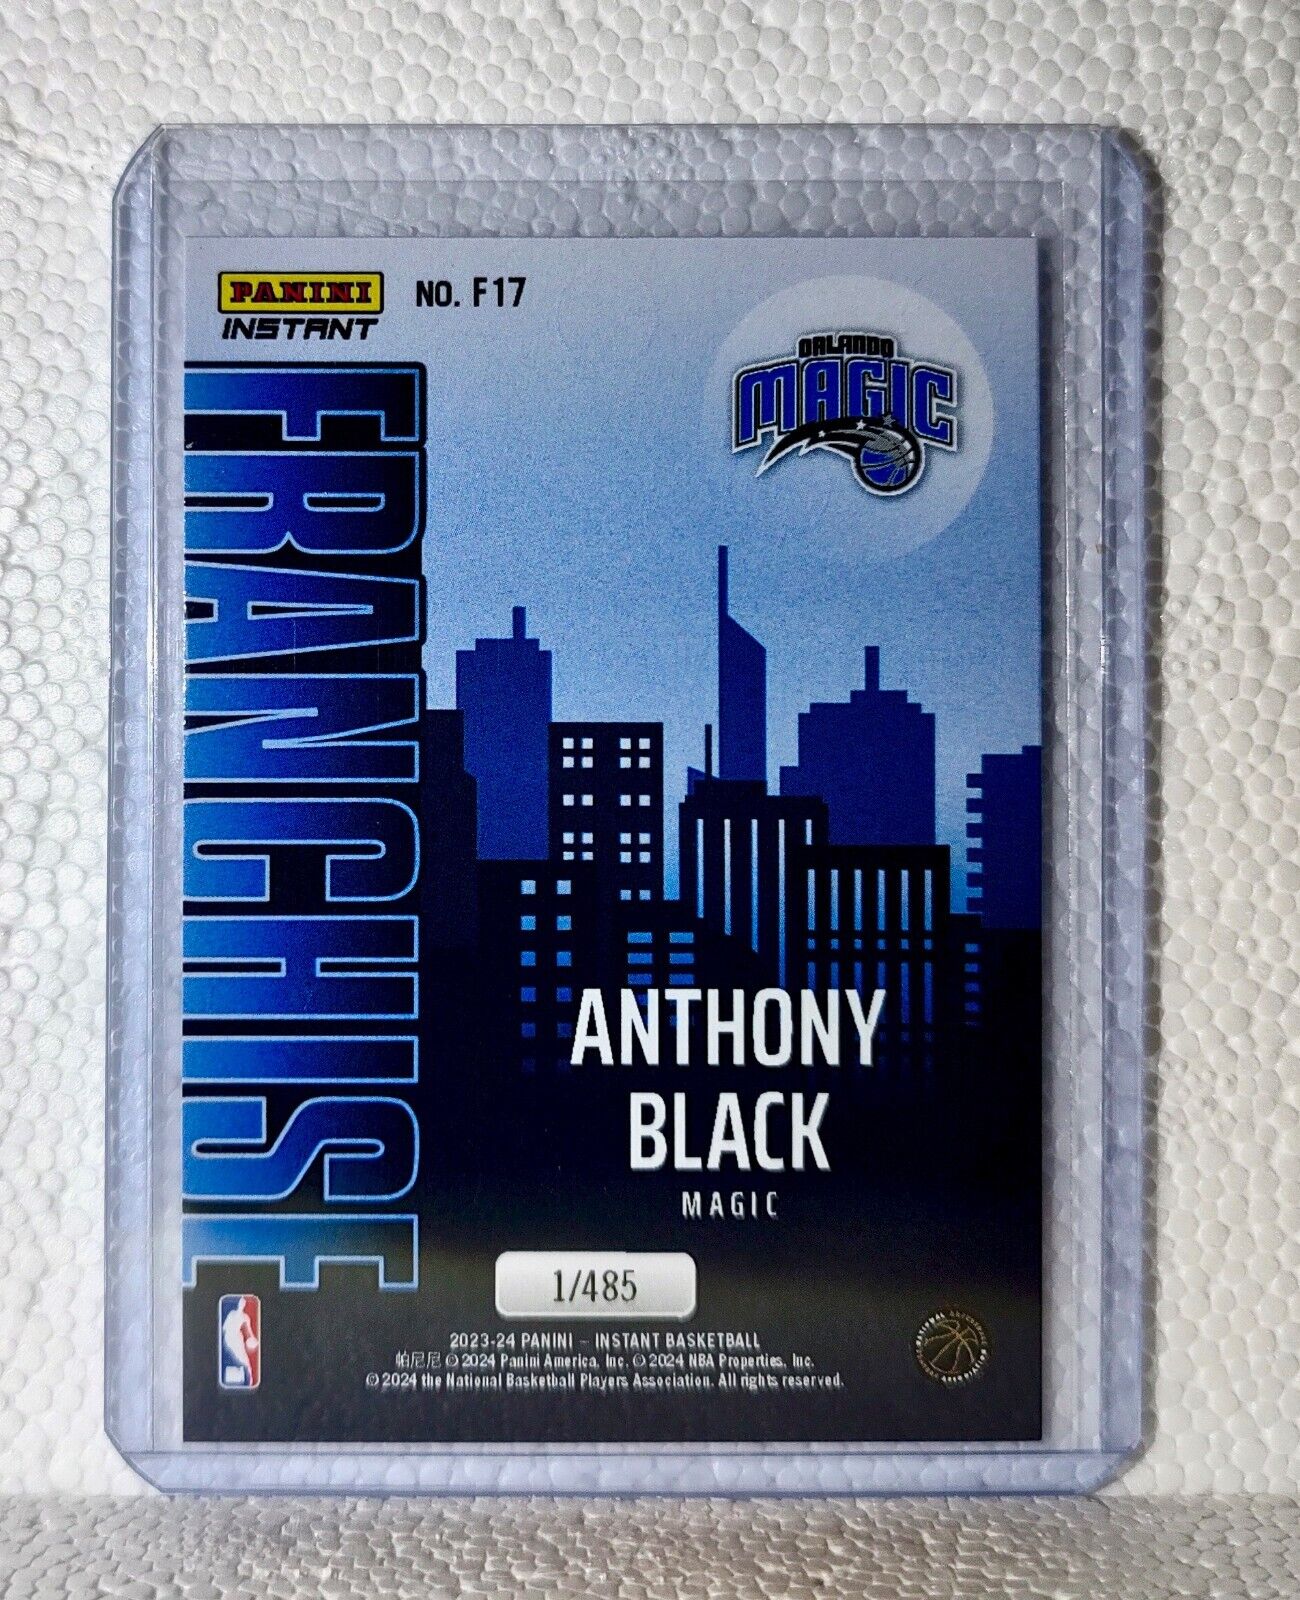 PANINI
INSTANT
NO. F17
ORLANDO
MAGIC
FRANCHISE
ANTHONY
BLACK
MAGIC
1/485
2023-24 PANINI – INSTANT BASKETBALL
帕尼尼 © 2024 Panini America, Inc. © 2024 NBA Properties, Inc.
© 2024 the National Basketball Players Association. All rights reserved.